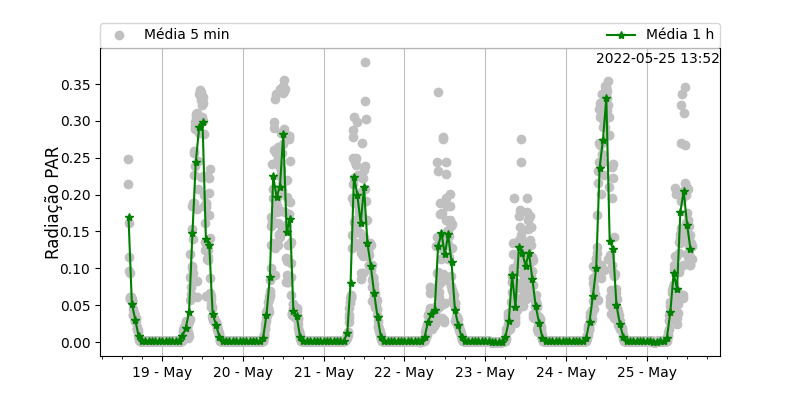 Média 5 min
Média 1 h
2022-05-25 13:52
Radiação PAR
0.35
0.30
0.25
0.20
0.15
0.10
0.05
0.00
19 - May
20 - May
21 - May
22 - May
23 - May
24 - May
25 - May